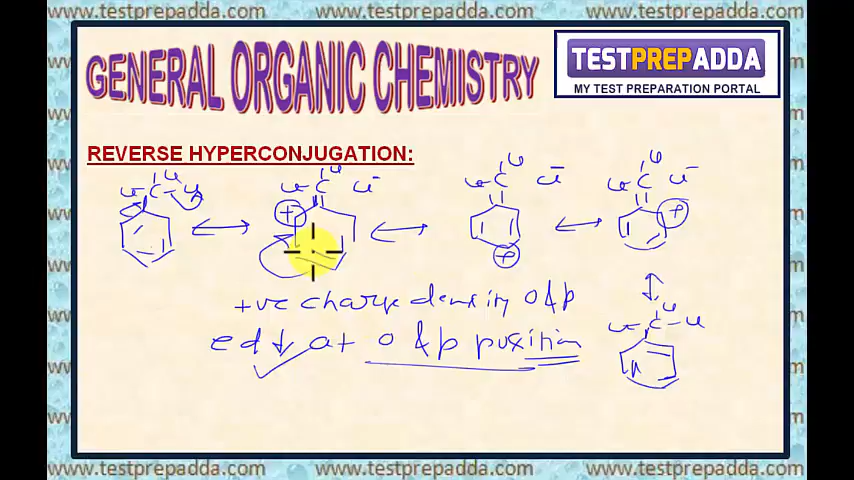 www.testprepadda.com www.testprepadda.com www.testprepadda.com
GENERAL ORGANIC CHEMISTRY
TESTPREPADDA
MY TEST PREPARATION PORTAL
REVERSE HYPERCONJUGATION:
+ve charge density o & p
e d ↓ at o & p position
www.testprepadda.com www.testprepadda.com www.testprepadda.com